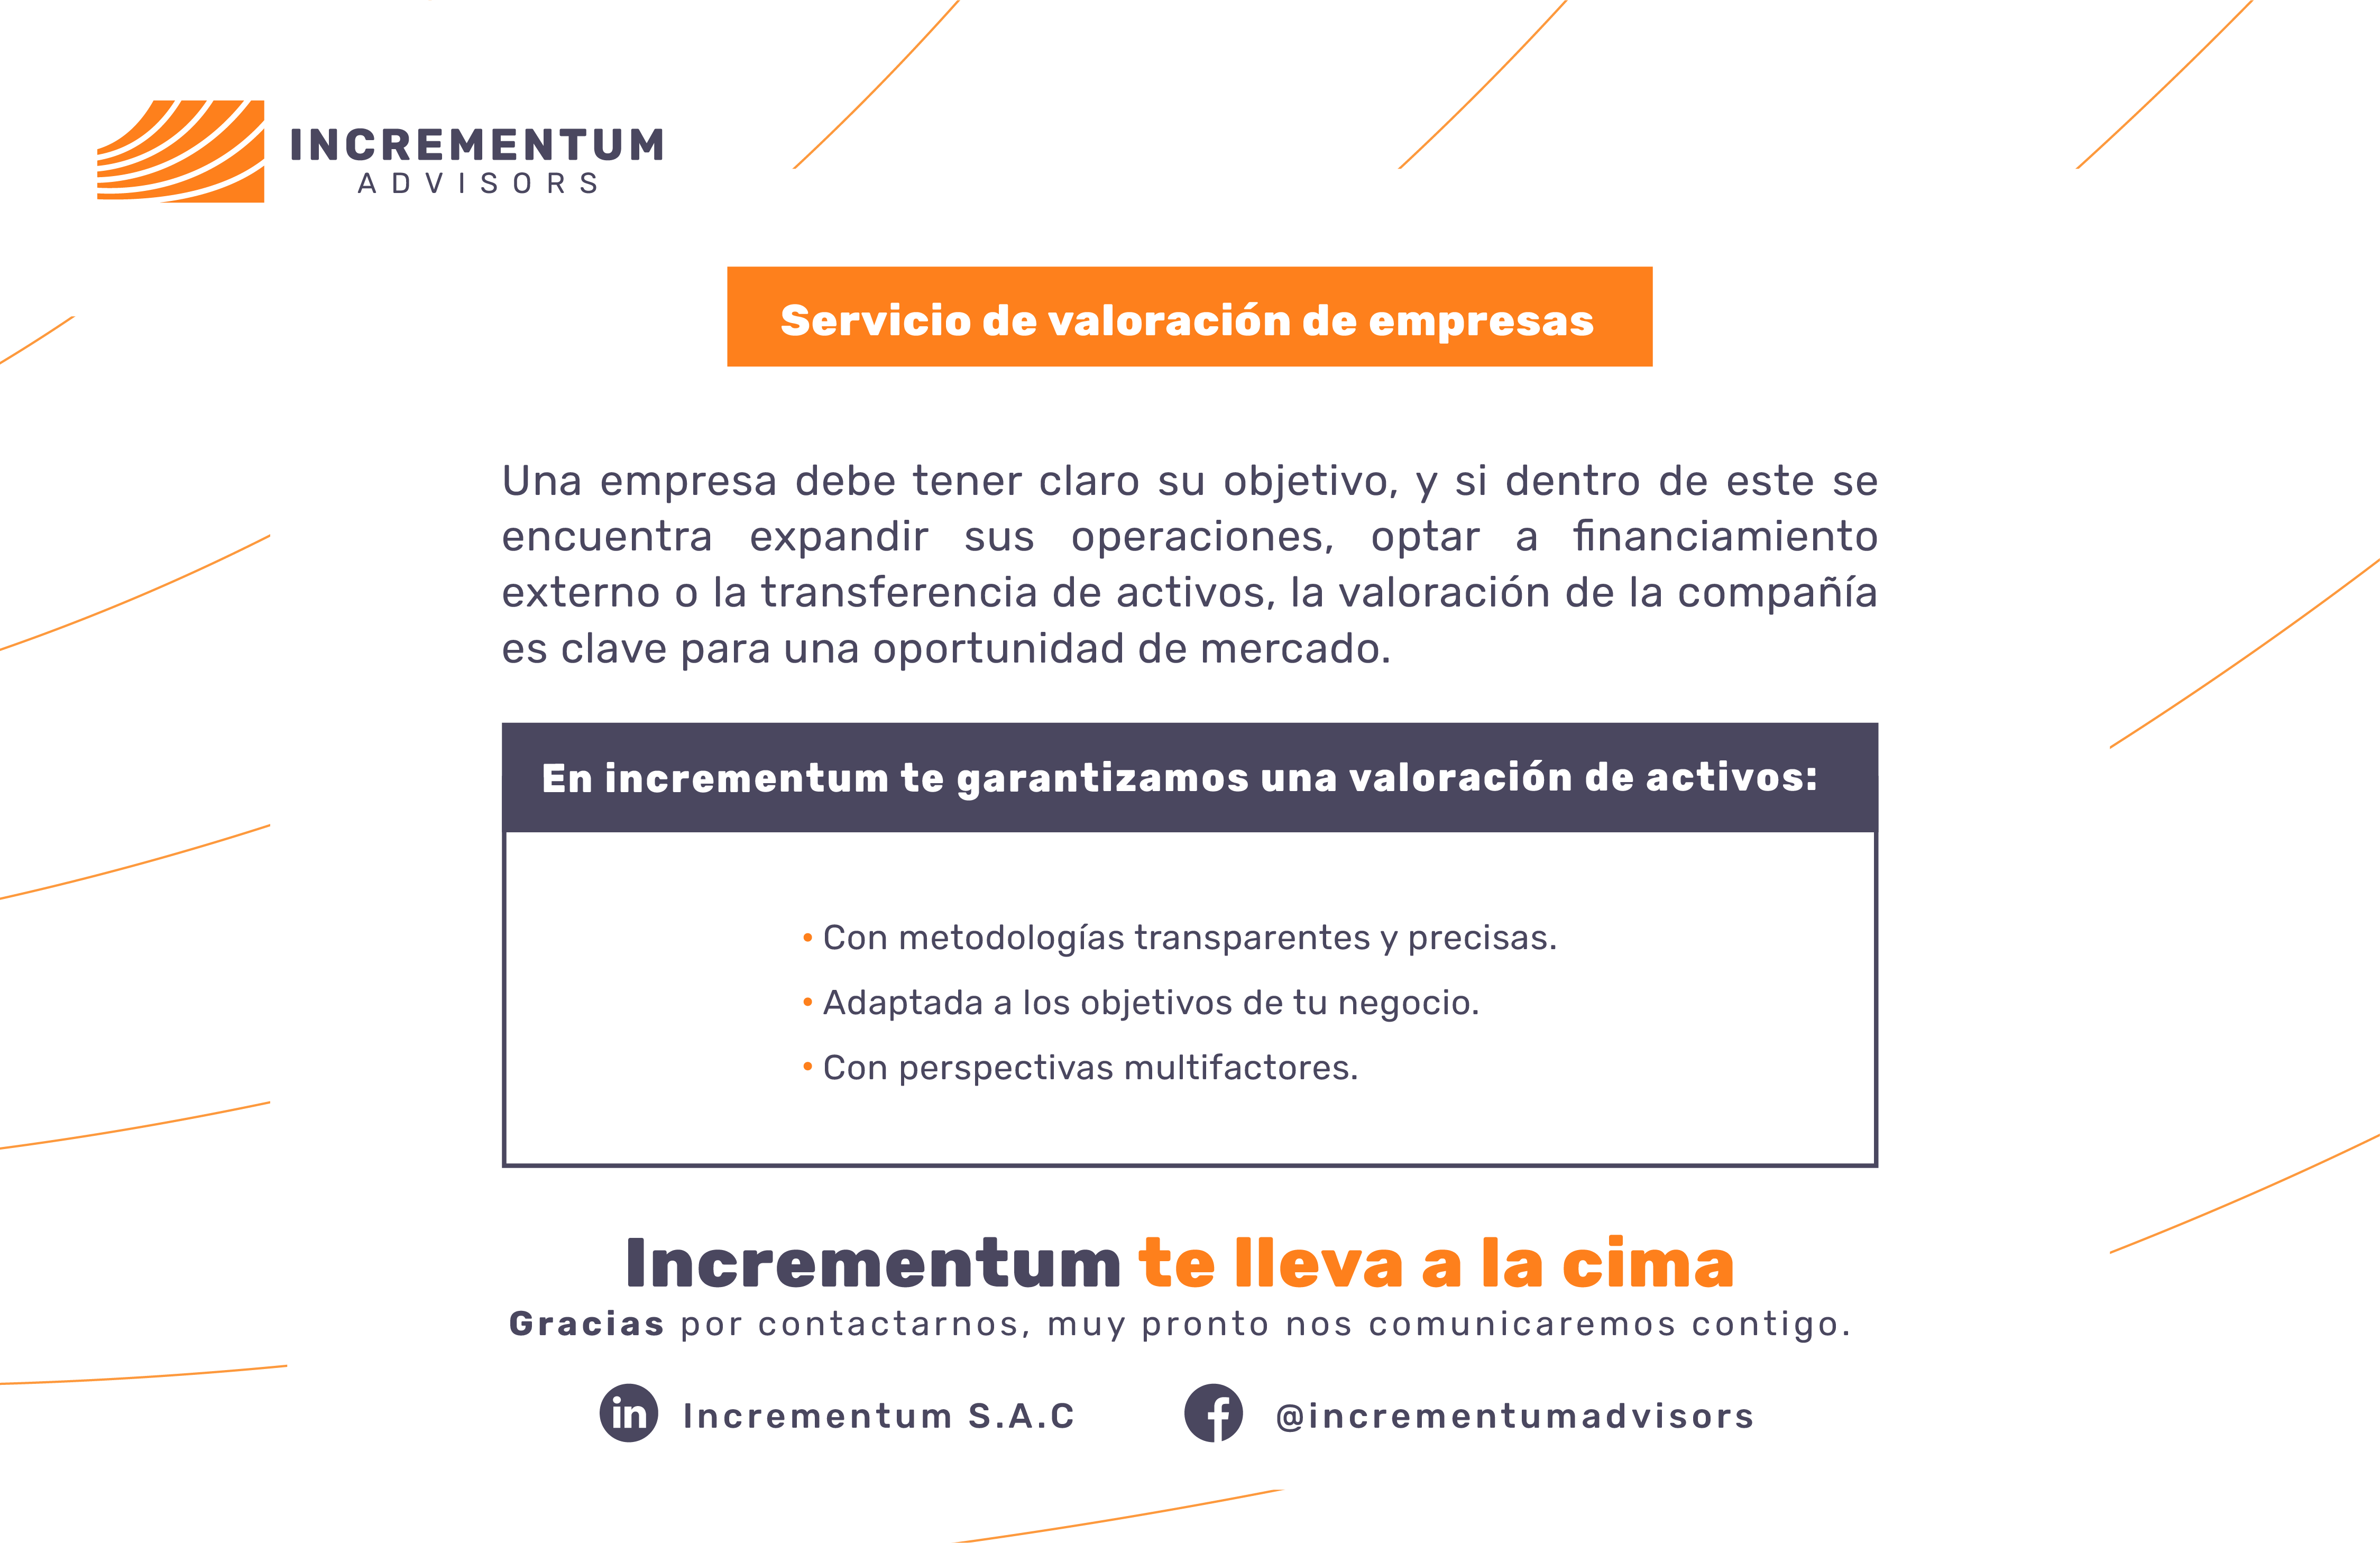 INCREMENTUM
ADVISORS
Servicio de valoración de empresas
Una empresa debe tener claro su objetivo, y si dentro de este se
encuentra expandir sus operaciones, optar a financiamiento
externo o la transferencia de activos, la valoración de la compañía
es clave para una oportunidad de mercado.
En incrementum te garantizamos una valoración de activos:
• Con metodologías transparentes y precisas.
• Adaptada a los objetivos de tu negocio.
• Con perspectivas multifactores.
Incrementum te lleva a la cima
Gracias por contactarnos, muy pronto nos comunicaremos contigo.
in Incrementum S.A.C f @incrementumadvisors